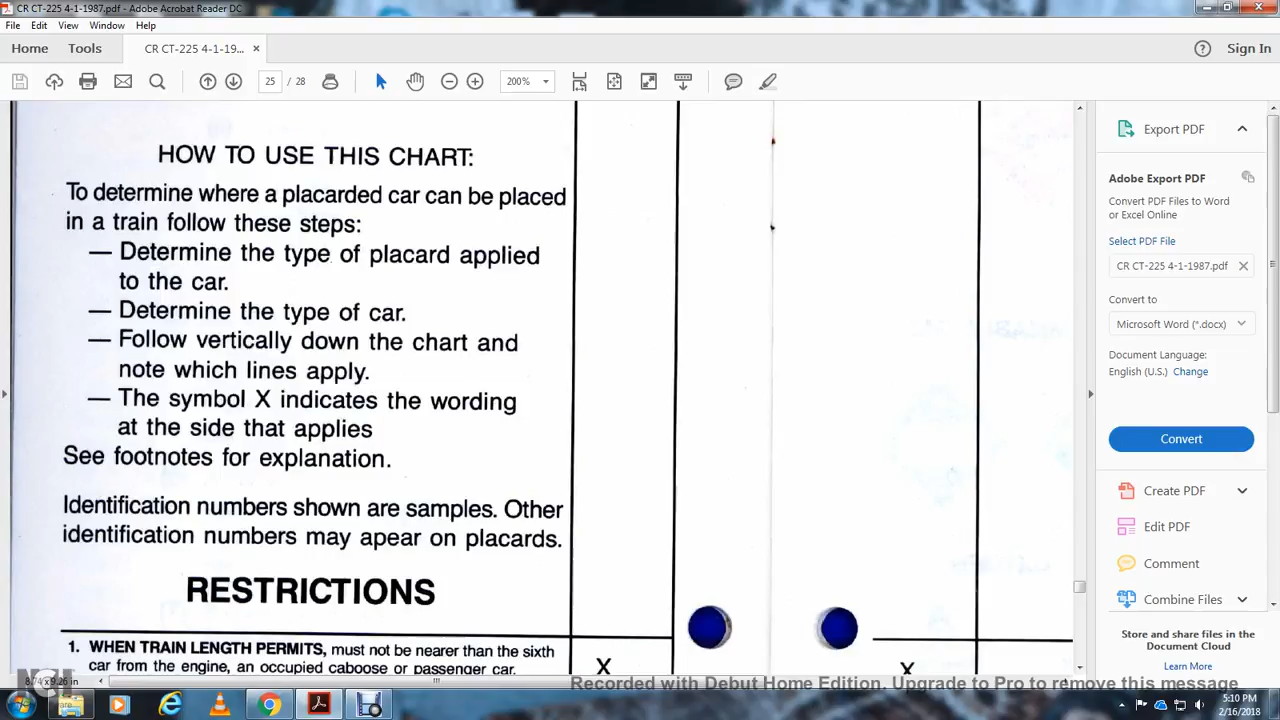 CR CT-225 4-1-1987.pdf - Adobe Acrobat Reader DC
File Edit View Window Help
Home Tools CR CT-225 4-1-19... × Sign In
25 / 28 200%
HOW TO USE THIS CHART:
To determine where a placarded car can be placed
in a train follow these steps:
— Determine the type of placard applied
to the car.
— Determine the type of car.
— Follow vertically down the chart and
note which lines apply.
— The symbol X indicates the wording
at the side that applies
See footnotes for explanation.
Identification numbers shown are samples. Other
identification numbers may apear on placards.
RESTRICTIONS
1. WHEN TRAIN LENGTH PERMITS, must not be nearer than the sixth
car from the engine, an occupied caboose or passenger car.
X X
Export PDF
Adobe Export PDF
Convert PDF Files to Word
or Excel Online
Select PDF File
CR CT-225 4-1-1987.pdf
Convert to
Microsoft Word (*.docx)
Document Language:
English (U.S.) Change
Convert
Create PDF
Edit PDF
Comment
Combine Files
Store and share files in the
Document Cloud
Learn More
8.74 x 9.26 in
Recorded with Debut Home Edition. Upgrade to Pro to remove this message
5:10 PM
2/16/2018